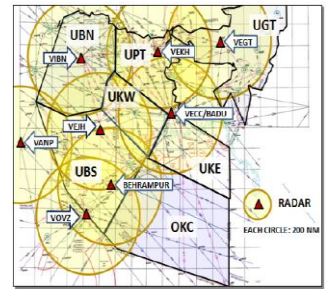 UBN
UGT
UPT
VEGT
VIBN
VEKH
UKW
VECC/BADU
VEJH
VANP
UBS
UKE
BEHRAMPUR
RADAR
VOVZ
EACH CIRCLE: 200 NM
OKC